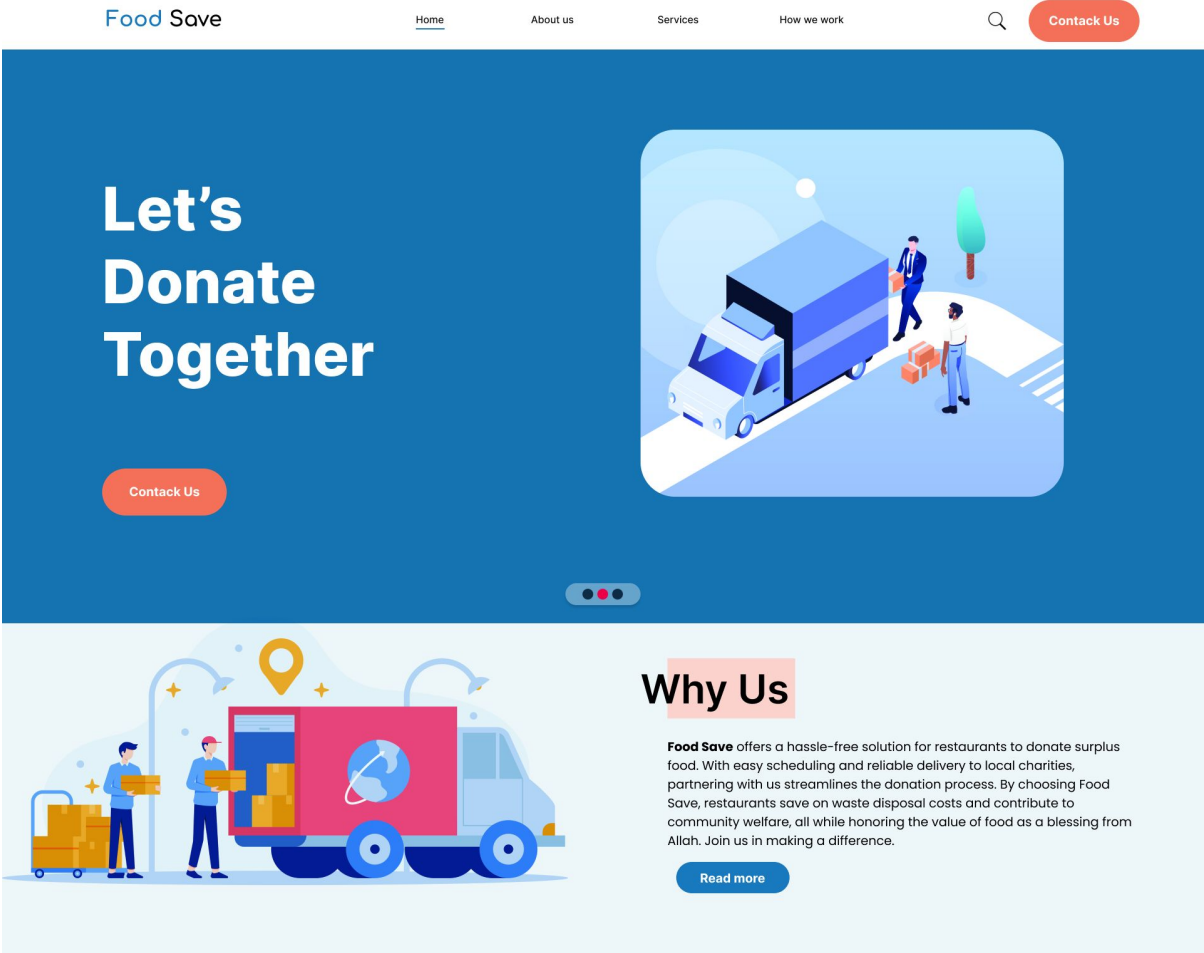 Food Save
Home
About us
Services
How we work
Contack Us
Let’s
Donate
Together
Contack Us
Why Us
Food Save offers a hassle-free solution for restaurants to donate surplus
food. With easy scheduling and reliable delivery to local charities,
partnering with us streamlines the donation process. By choosing Food
Save, restaurants save on waste disposal costs and contribute to
community welfare, all while honoring the value of food as a blessing from
Allah. Join us in making a difference.
Read more